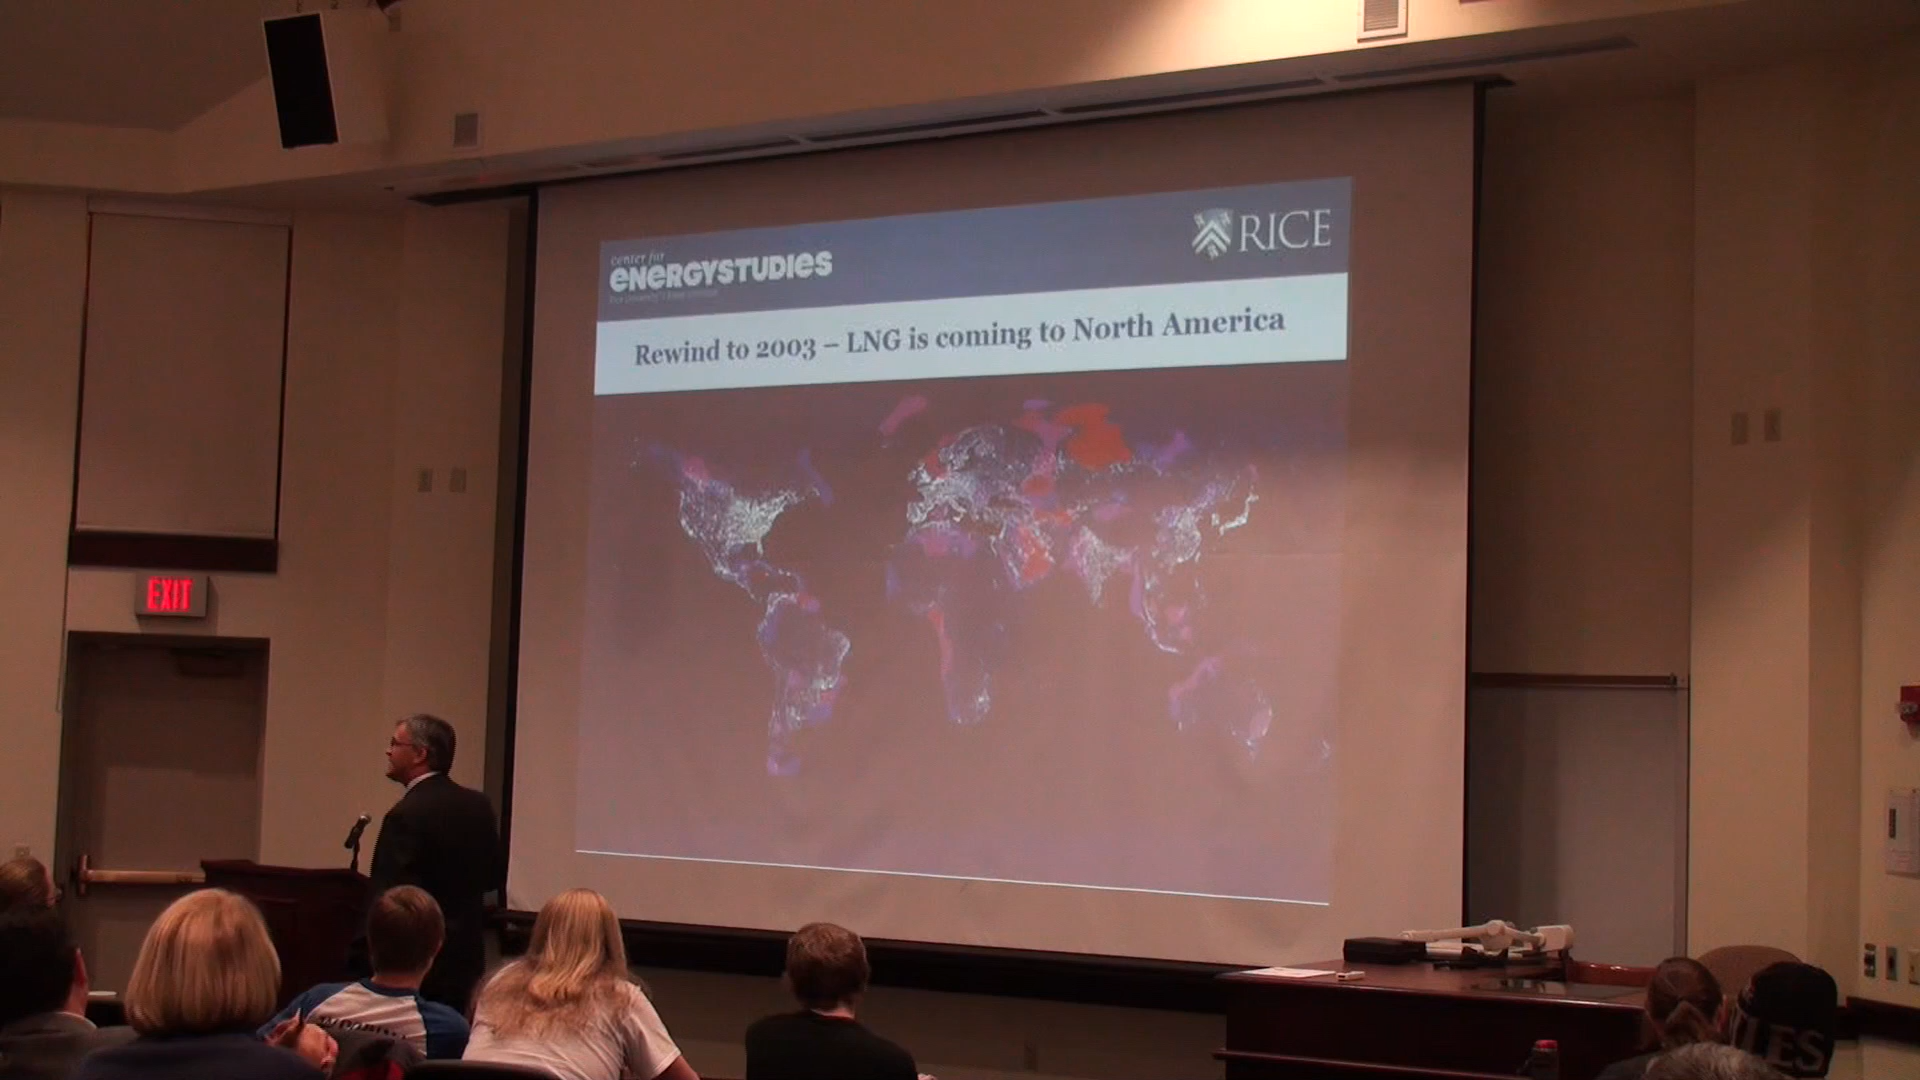 center for
ENERGYSTUDIES
RICE
Rewind to 2003 – LNG is coming to North America
EXIT